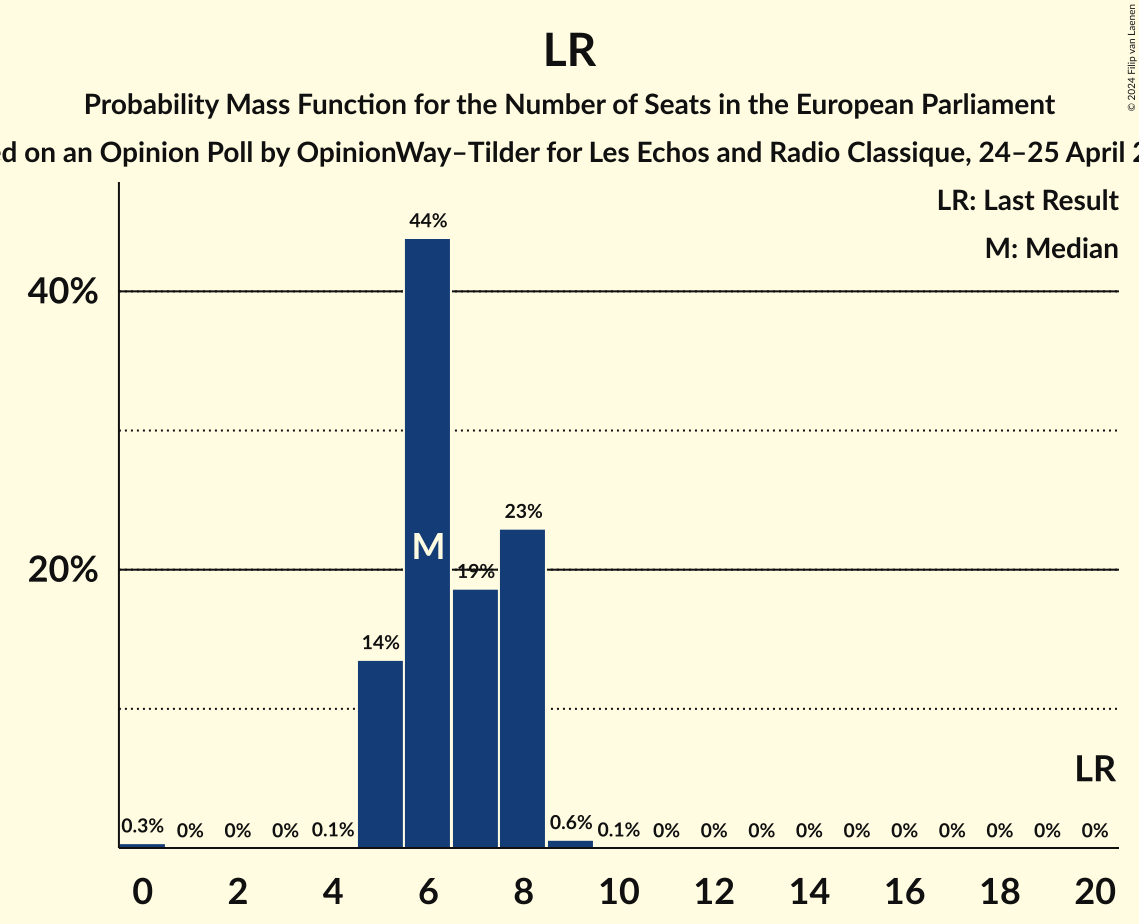 LR
Probability Mass Function for the Number of Seats in the European Parliament
on an Opinion Poll by OpinionWay–Tilder for Les Echos and Radio Classique, 24–25 April
© 2024 Filip van Laenen
LR: Last Result
M: Median
40%
20%
44%
23%
19%
14%
M
LR
0.3% 0% 0% 0% 0.1% 0.6% 0.1% 0% 0% 0% 0% 0% 0% 0% 0% 0% 0%
0 2 4 6 8 10 12 14 16 18 20